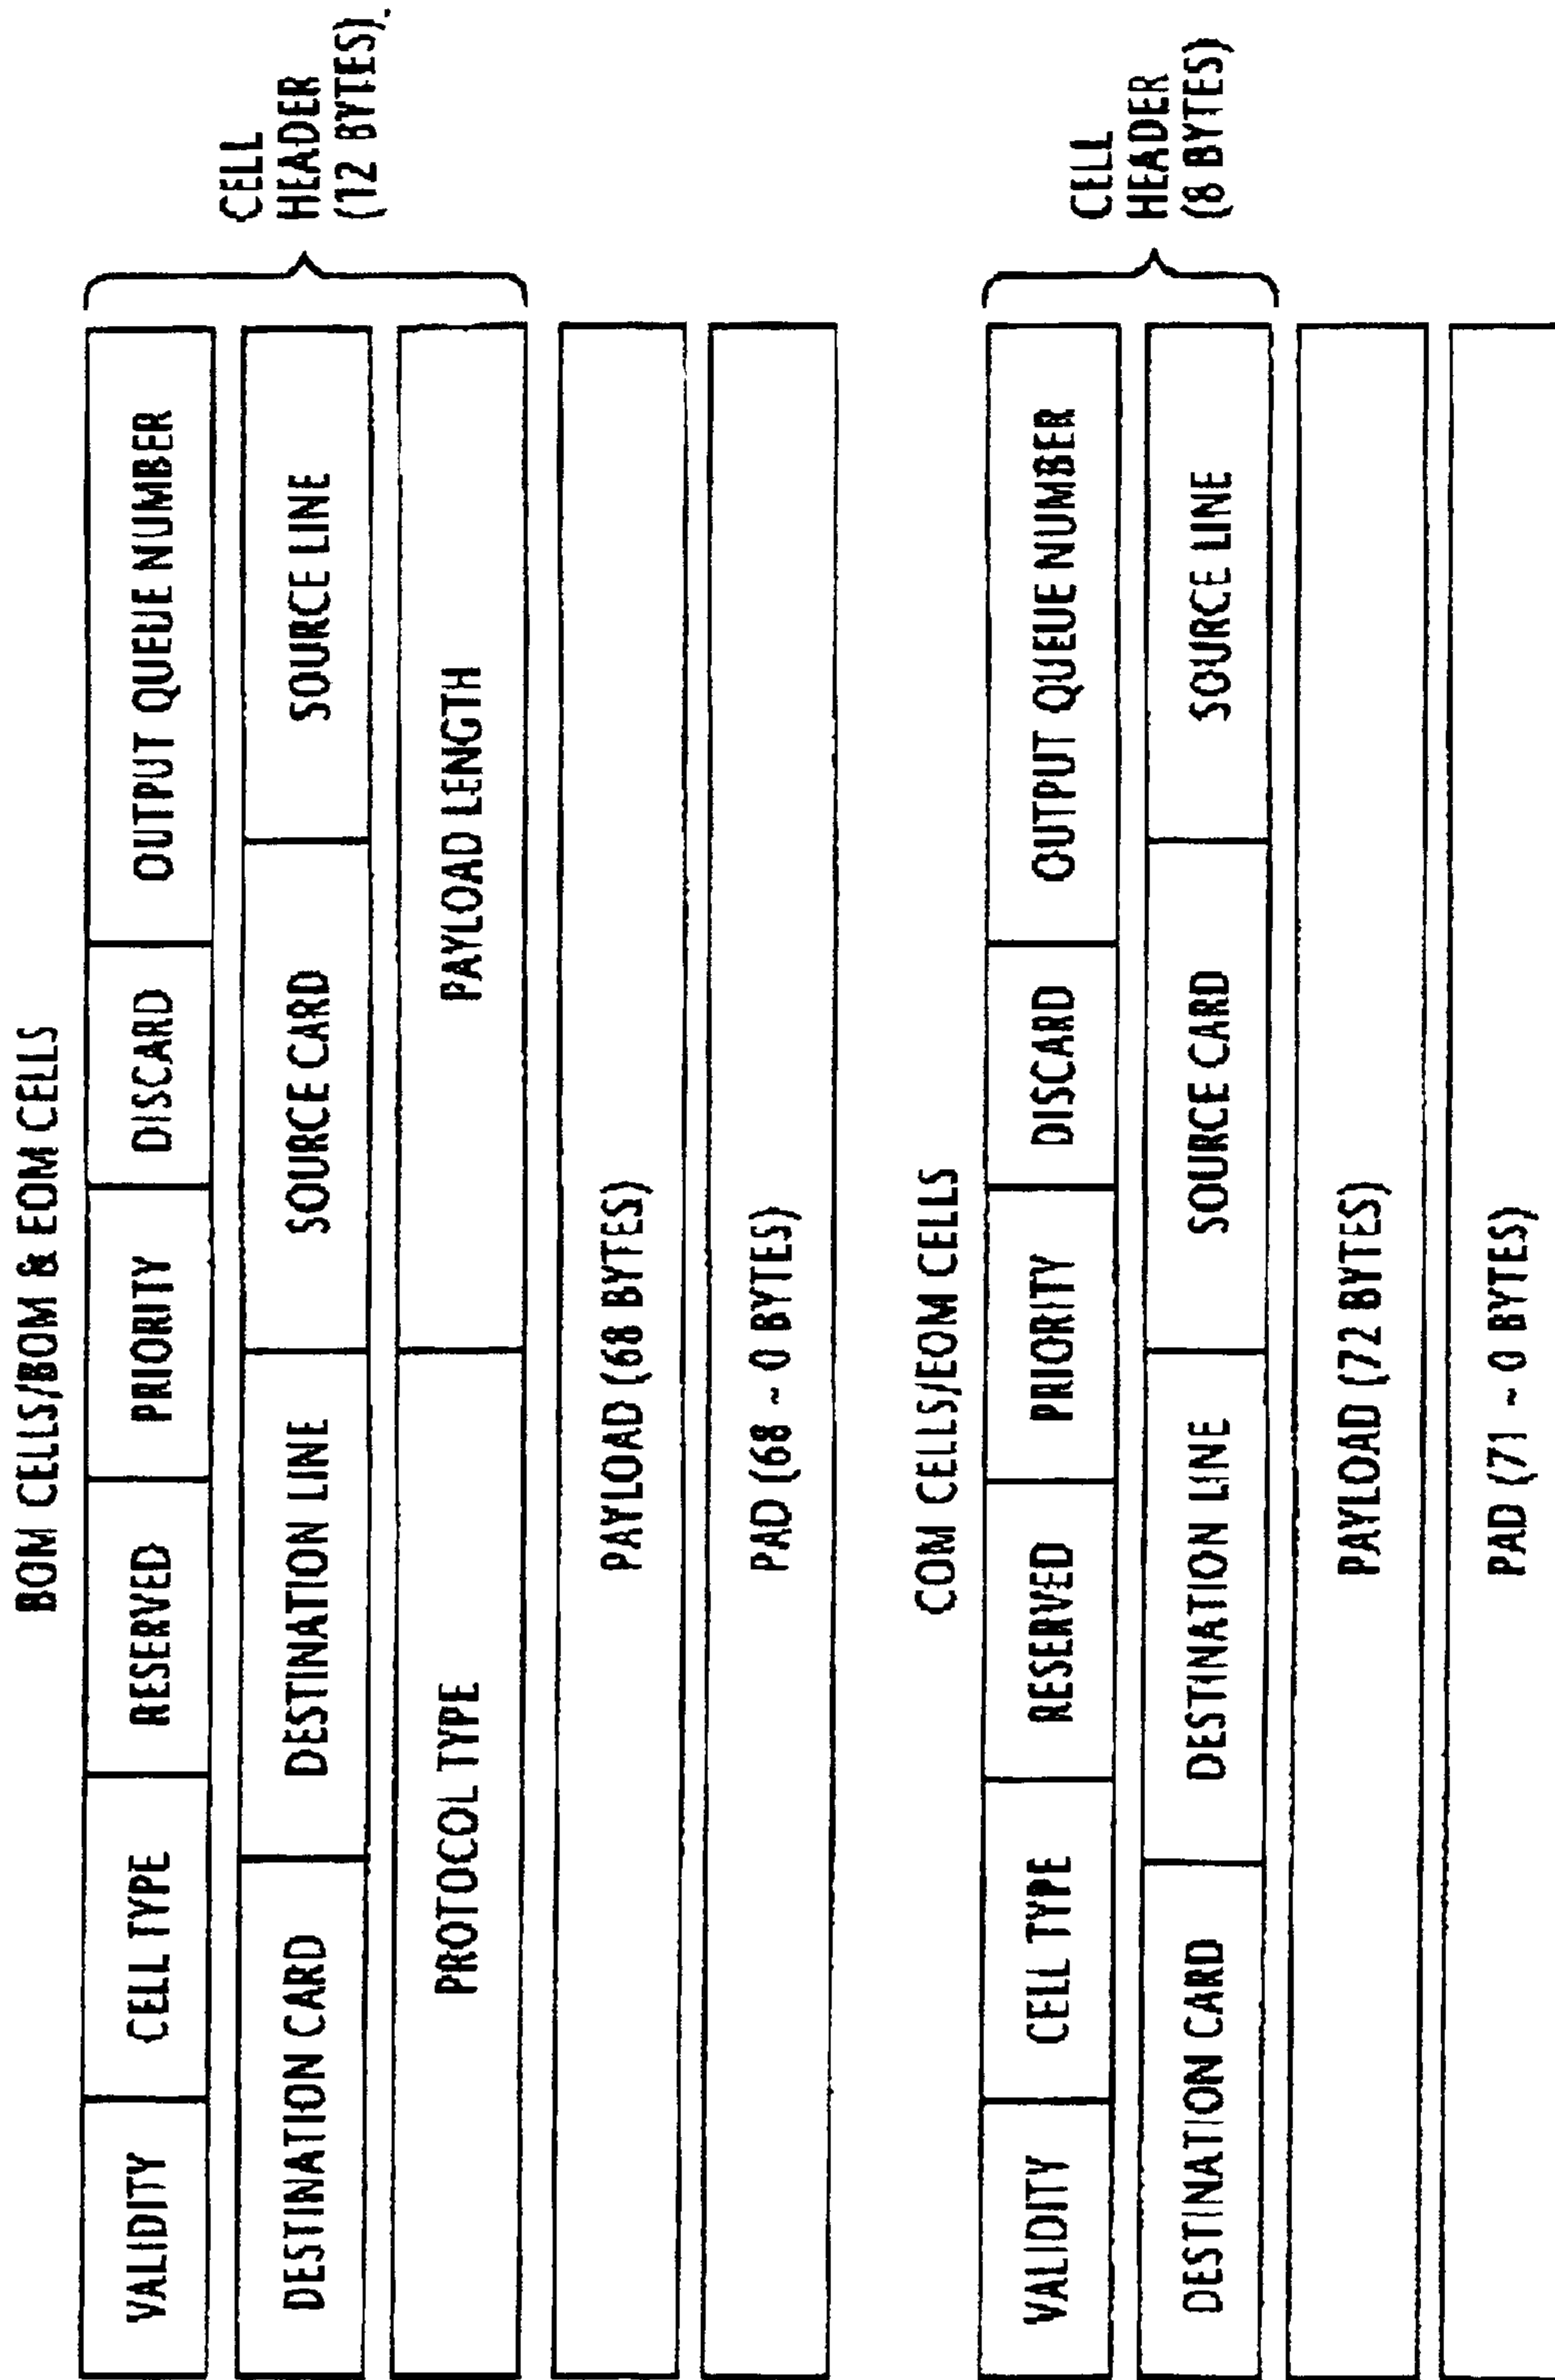 BOM CELLS/BOM & EOM CELLS
VALIDITY
CELL TYPE
RESERVED
PRIORITY
DISCARD
OUTPUT QUEUE NUMBER
DESTINATION CARD
DESTINATION LINE
SOURCE CARD
SOURCE LINE
PROTOCOL TYPE
PAYLOAD LENGTH
CELL
HEADER
(12 BYTES).
PAYLOAD (68 BYTES)
PAD (68 ~ 0 BYTES)
COM CELLS/EOM CELLS
VALIDITY
CELL TYPE
RESERVED
PRIORITY
DISCARD
OUTPUT QUEUE NUMBER
DESTINATION CARD
DESTINATION LINE
SOURCE CARD
SOURCE LINE
CELL
HEADER
(8 BYTES)
PAYLOAD (72 BYTES)
PAD (71 ~ 0 BYTES)